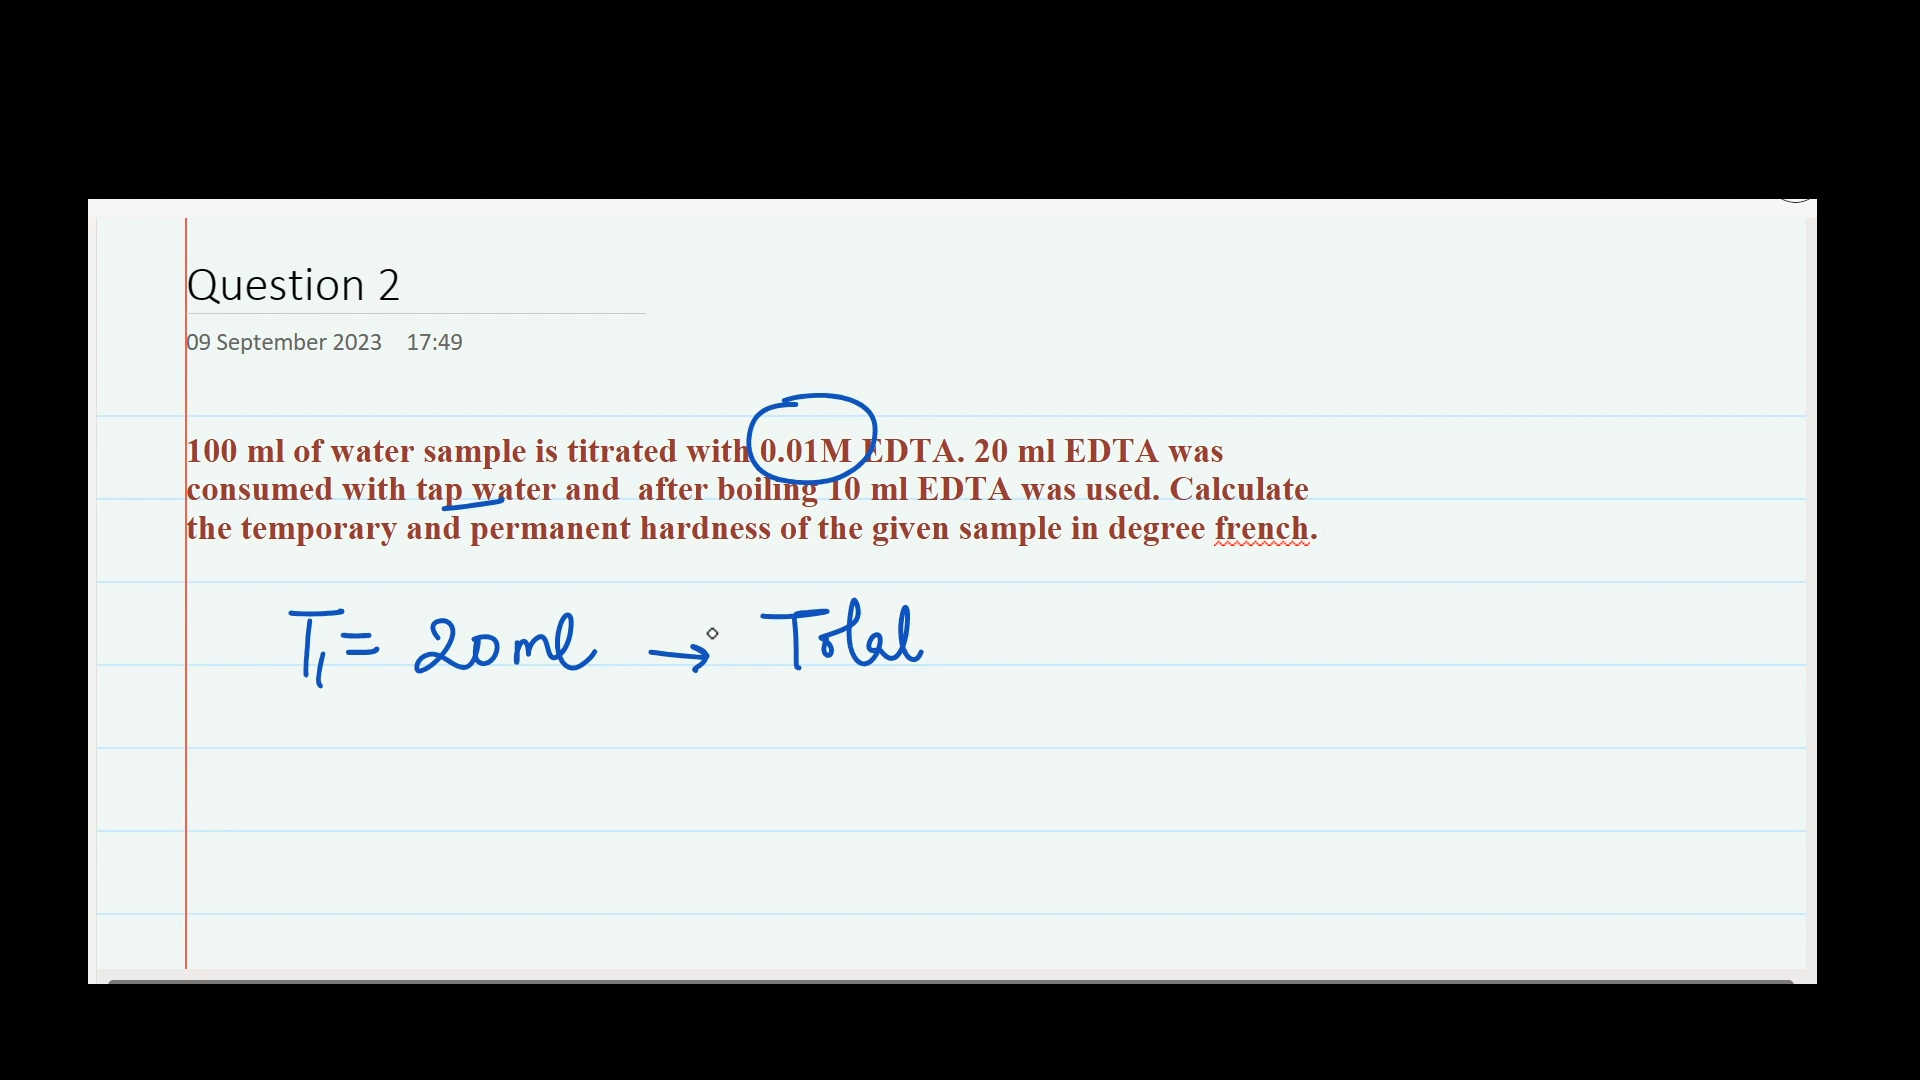 Question 2
09 September 2023 17:49
100 ml of water sample is titrated with 0.01M EDTA. 20 ml EDTA was
consumed with tap water and after boiling 10 ml EDTA was used. Calculate
the temporary and permanent hardness of the given sample in degree french.
T₁ = 20 ml → Total